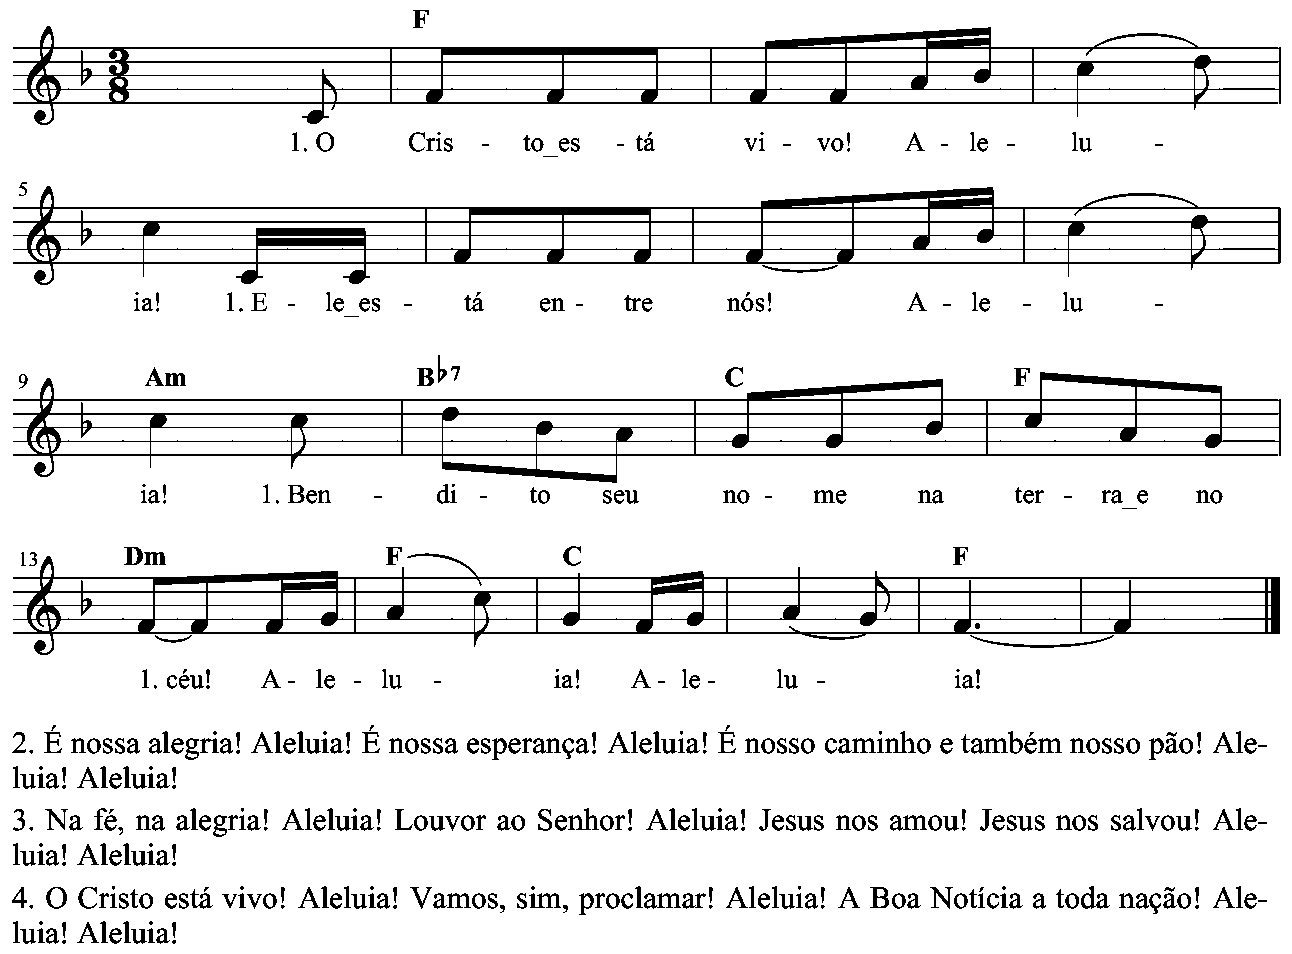 F
1. O Cris - to_es - tá vi - vo! A - le - lu -
5
ia! 1. E - le_es - tá en - tre nós! A - le - lu -
9 Am B♭7 C F
ia! 1. Ben - di - to seu no - me na ter - ra_e no
13 Dm F C F
1. céu! A - le - lu - ia! A - le - lu - ia!
2. É nossa alegria! Aleluia! É nossa esperança! Aleluia! É nosso caminho e também nosso pão! Ale-
luia! Aleluia!
3. Na fé, na alegria! Aleluia! Louvor ao Senhor! Aleluia! Jesus nos amou! Jesus nos salvou! Ale-
luia! Aleluia!
4. O Cristo está vivo! Aleluia! Vamos, sim, proclamar! Aleluia! A Boa Notícia a toda nação! Ale-
luia! Aleluia!